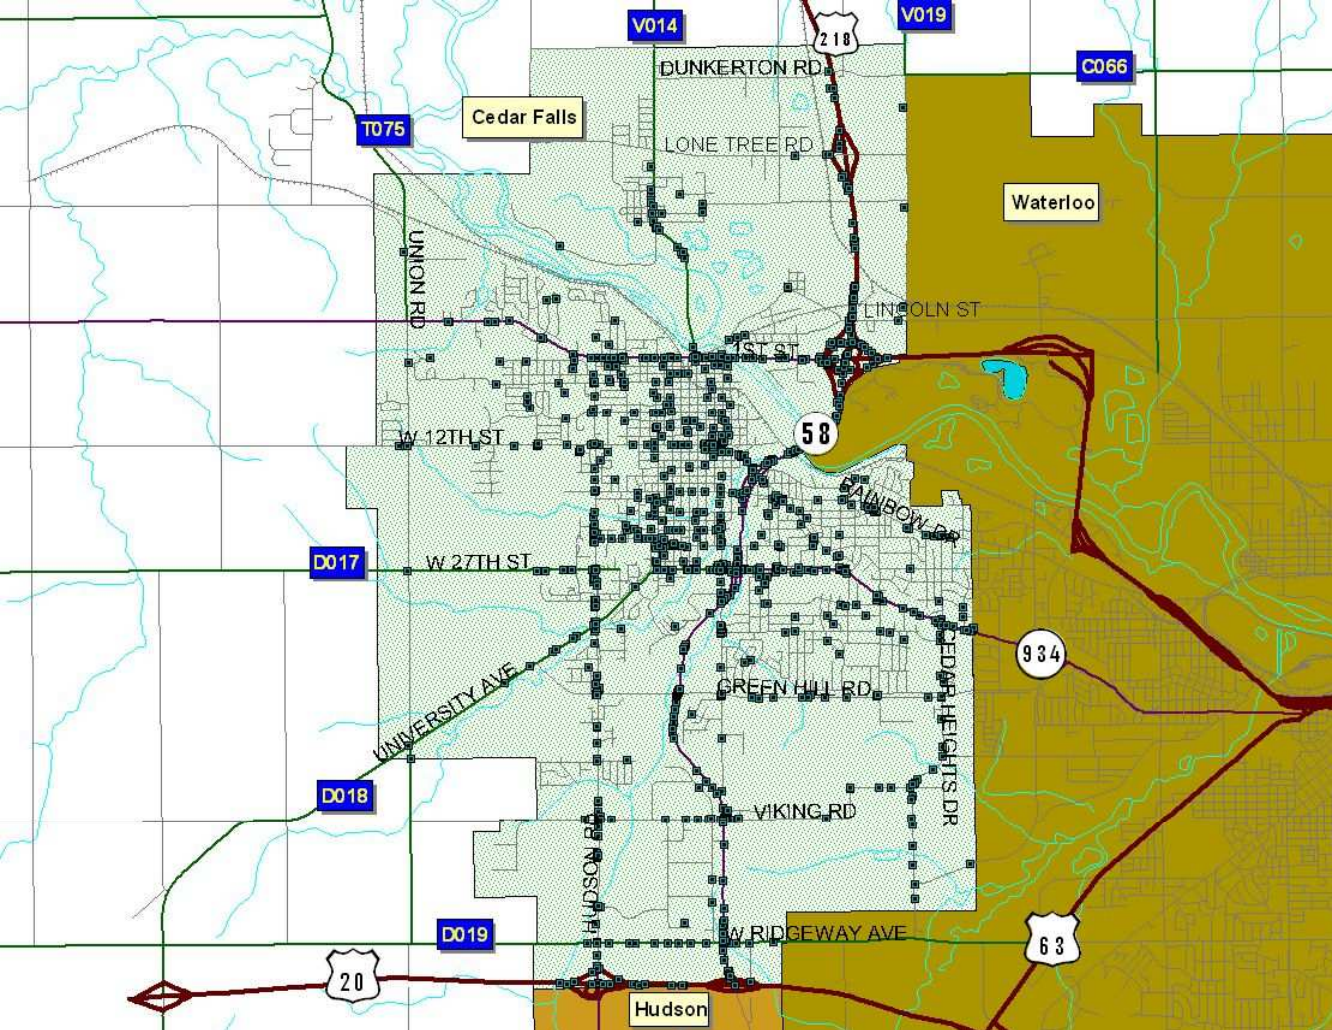 V014
V019
218
C066
DUNKERTON RD
Cedar Falls
T075
LONE TREE RD
Waterloo
UNION RD
LINCOLN ST
1ST ST
W 12TH ST
58
RAINBOW DR
D017
W 27TH ST
934
CEDAR HEIGHTS DR
GREEN HILL RD
UNIVERSITY AVE
D018
VIKING RD
HUDSON RD
D019
W RIDGEWAY AVE
63
20
Hudson